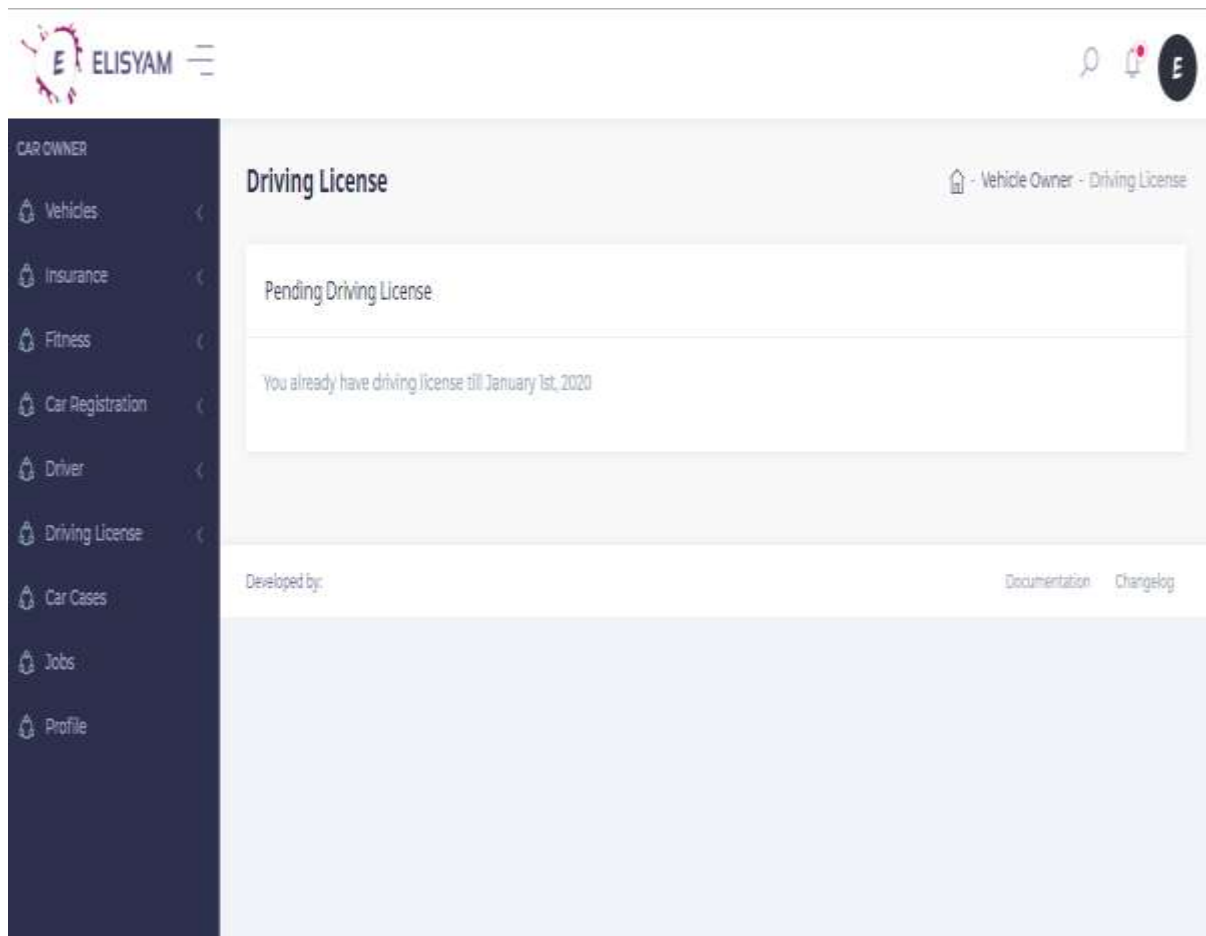 E ELISYAM
E
CAR OWNER
Vehicles
Insurance
Fitness
Car Registration
Driver
Driving License
Car Cases
Jobs
Profile
Driving License
- Vehicle Owner - Driving License
Pending Driving License
You already have driving license till January 1st, 2020
Developed by:
Documentation Changelog